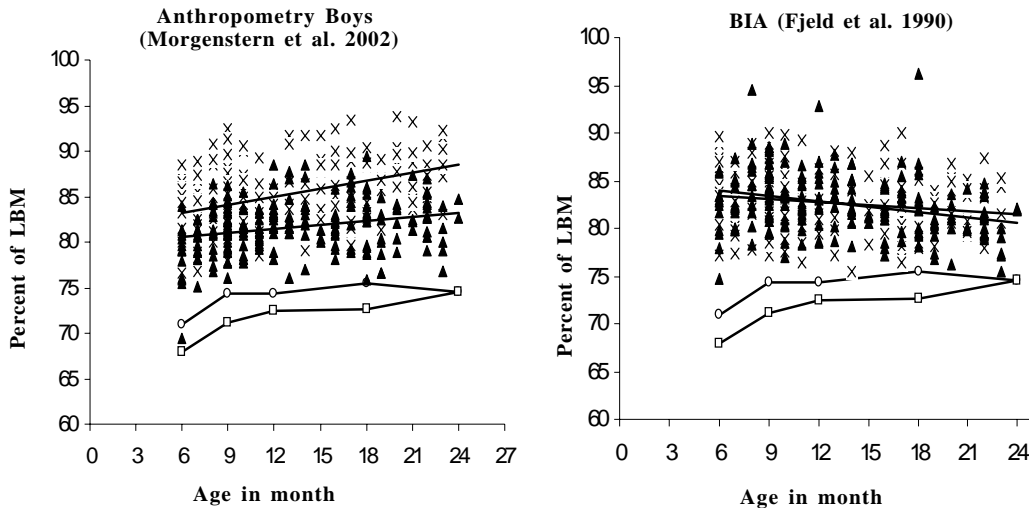 Anthropometry Boys
(Morgenstern et al. 2002)
Percent of LBM
100
95
90
85
80
75
70
65
60
0 3 6 9 12 15 18 21 24 27
Age in month
BIA (Fjeld et al. 1990)
Percent of LBM
100
95
90
85
80
75
70
65
60
0 3 6 9 12 15 18 21 24
Age in month